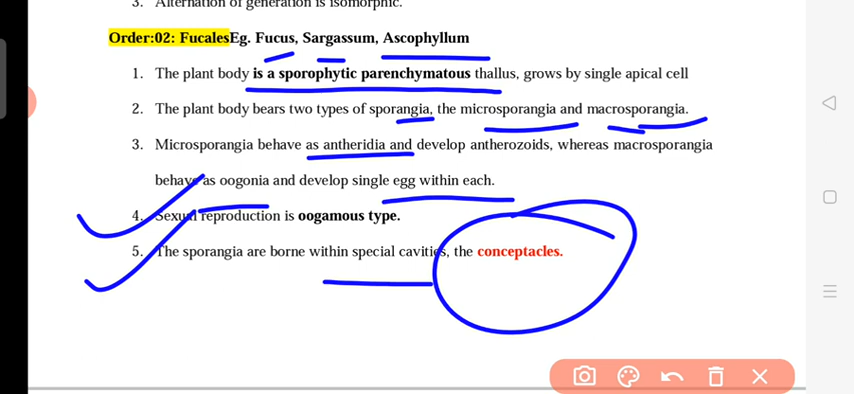 3. Alternation of generation is isomorphic.
Order:02: FucalesEg. Fucus, Sargassum, Ascophyllum
1. The plant body is a sporophytic parenchymatous thallus, grows by single apical cell
2. The plant body bears two types of sporangia, the microsporangia and macrosporangia.
3. Microsporangia behave as antheridia and develop antherozoids, whereas macrosporangia
behave as oogonia and develop single egg within each.
4. Sexual reproduction is oogamous type.
5. The sporangia are borne within special cavities, the conceptacles.